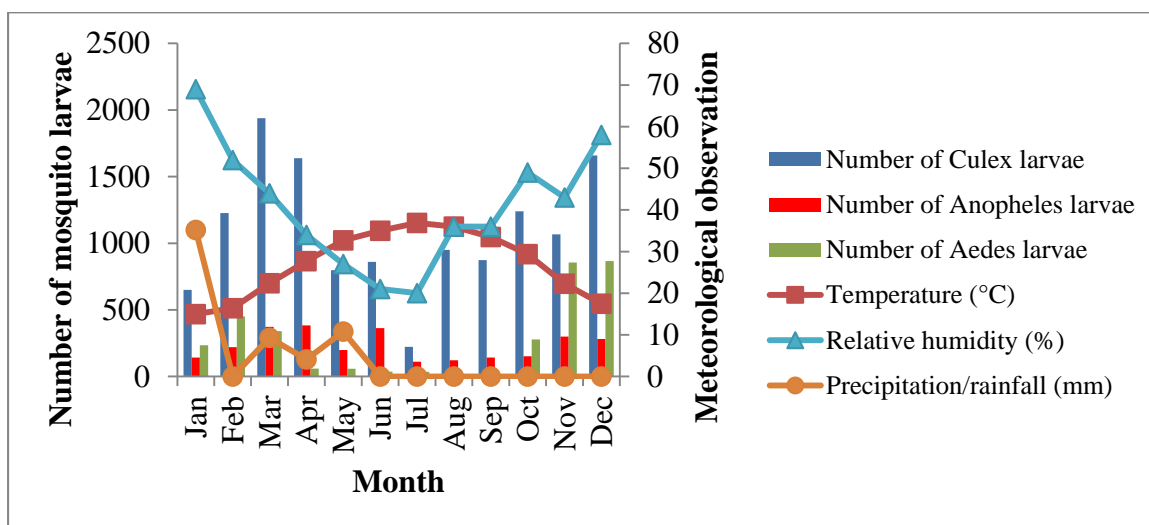 Number of mosquito larvae
2500
2000
1500
1000
500
0
80
70
60
50
40
30
20
10
0
Meteorological observation
Jan
Feb
Mar
Apr
May
Jun
Jul
Aug
Sep
Oct
Nov
Dec
Month
Number of Culex larvae
Number of Anopheles larvae
Number of Aedes larvae
Temperature (°C)
Relative humidity (%)
Precipitation/rainfall (mm)